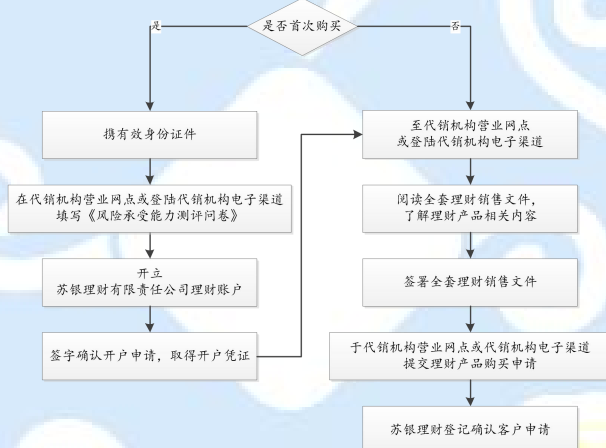 是否首次购买
是
否
携有效身份证件
在代销机构营业网点或登陆代销机构电子渠道
填写《风险承受能力测评问卷》
开立
苏银理财有限责任公司理财账户
签字确认开户申请，取得开户凭证
至代销机构营业网点
或登陆代销机构电子渠道
阅读全套理财销售文件，
了解理财产品相关内容
签署全套理财销售文件
于代销机构营业网点或代销机构电子渠道
提交理财产品购买申请
苏银理财登记确认客户申请